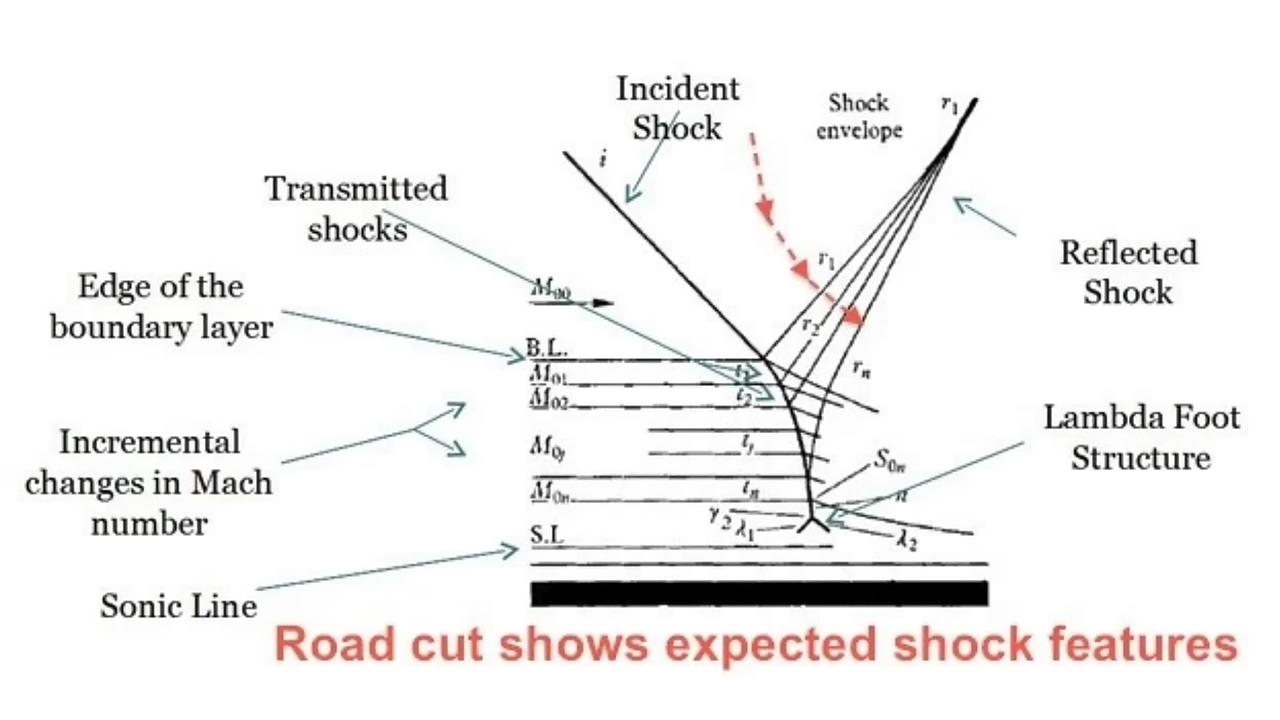 Incident
Shock
Shock
envelope
r1
i
Transmitted
shocks
Reflected
Shock
r1
Edge of the
boundary layer
M00
r2
B.L.
M01
t1
rn
M02
t2
Lambda Foot
Structure
Incremental
changes in Mach
number
M0j
tj
S0n
M0n
tn
γ2
λ1
λ2
S.L
Sonic Line
Road cut shows expected shock features